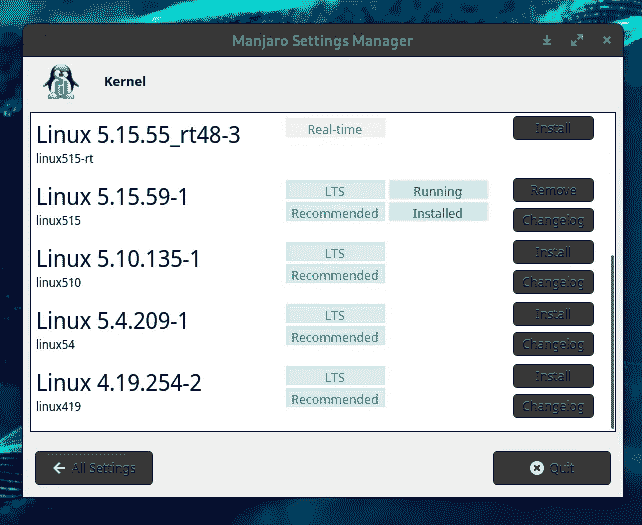 Manjaro Settings Manager
Kernel
Linux 5.15.55_rt48-3
Real-time
Install
linux515-rt
Linux 5.15.59-1
LTS
Running
Remove
linux515
Recommended
Installed
Changelog
Linux 5.10.135-1
LTS
Install
linux510
Recommended
Changelog
Linux 5.4.209-1
LTS
Install
linux54
Recommended
Changelog
Linux 4.19.254-2
LTS
Install
linux419
Recommended
Changelog
All Settings
Quit